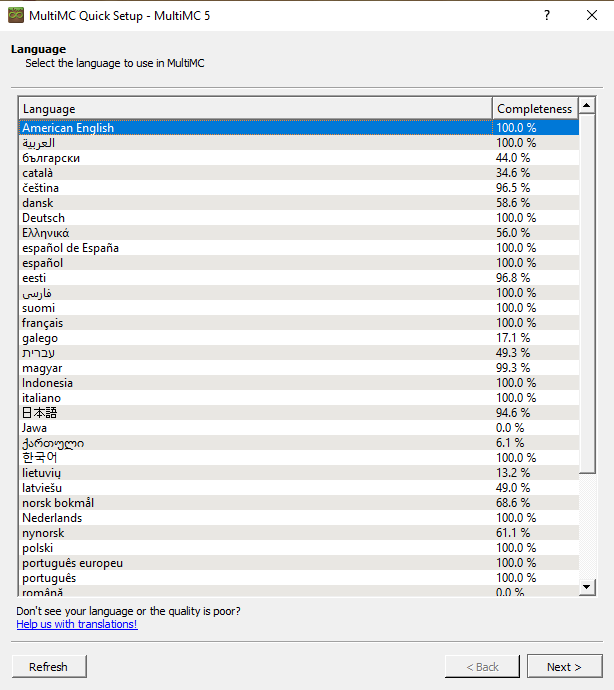 MultiMC Quick Setup - MultiMC 5
Language
Select the language to use in MultiMC
Language Completeness
American English 100.0 %
العربية 100.0 %
български 44.0 %
català 34.6 %
čeština 96.5 %
dansk 58.6 %
Deutsch 100.0 %
Ελληνικά 56.0 %
español de España 100.0 %
español 100.0 %
eesti 96.8 %
فارسی 100.0 %
suomi 100.0 %
français 100.0 %
galego 17.1 %
עברית 49.3 %
magyar 99.3 %
Indonesia 100.0 %
italiano 100.0 %
日本語 94.6 %
Jawa 0.0 %
ქართული 6.1 %
한국어 100.0 %
lietuvių 13.2 %
latviešu 49.0 %
norsk bokmål 68.6 %
Nederlands 100.0 %
nynorsk 61.1 %
polski 100.0 %
português europeu 100.0 %
português 100.0 %
română 0.0 %
Don't see your language or the quality is poor?
Help us with translations!
Refresh < Back Next >